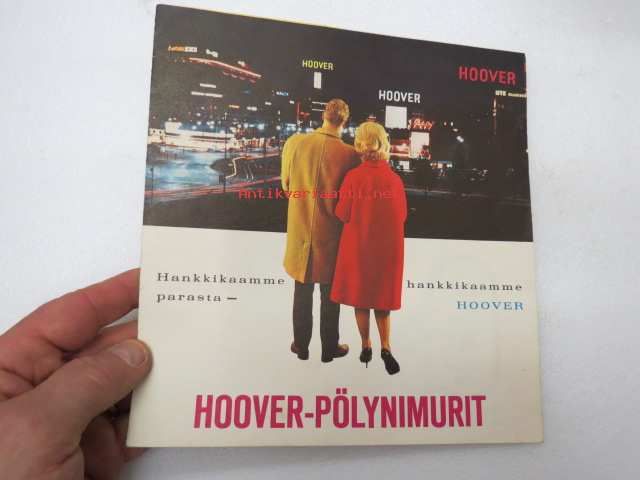 HOOVER
HOOVER
HOOVER
Antikvariaatti.net
Hankkikaamme
parasta —
hankkikaamme
HOOVER
HOOVER-PÖLYNIMURIT